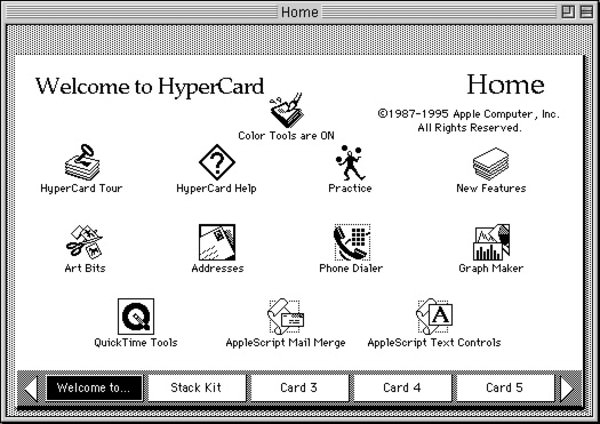 Home
Welcome to HyperCard
Home
©1987-1995 Apple Computer, Inc.
All Rights Reserved.
Color Tools are ON
HyperCard Tour
HyperCard Help
Practice
New Features
Art Bits
Addresses
Phone Dialer
Graph Maker
QuickTime Tools
AppleScript Mail Merge
AppleScript Text Controls
Welcome to...
Stack Kit
Card 3
Card 4
Card 5